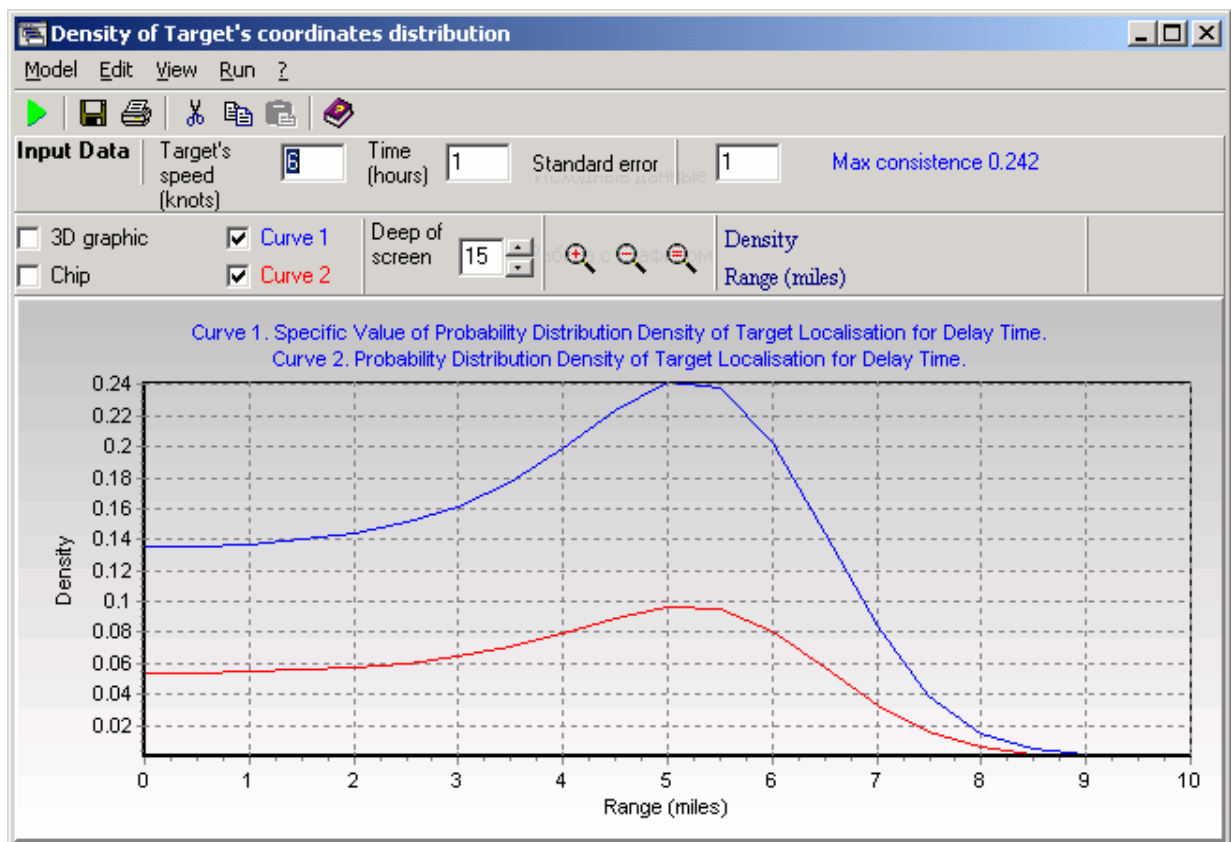 Density of Target's coordinates distribution
Model Edit View Run ?
Input Data
Target's
speed
(knots)
6
Time
(hours)
1
Standard error
Исходные данные
1
Max consistence 0.242
3D graphic
Chip
Curve 1
Curve 2
Deep of
screen
15
Density
Range (miles)
Curve 1. Specific Value of Probability Distribution Density of Target Localisation for Delay Time.
Curve 2. Probability Distribution Density of Target Localisation for Delay Time.
0.24
0.22
0.2
0.18
0.16
0.14
0.12
0.1
0.08
0.06
0.04
0.02
Density
0 1 2 3 4 5 6 7 8 9 10
Range (miles)